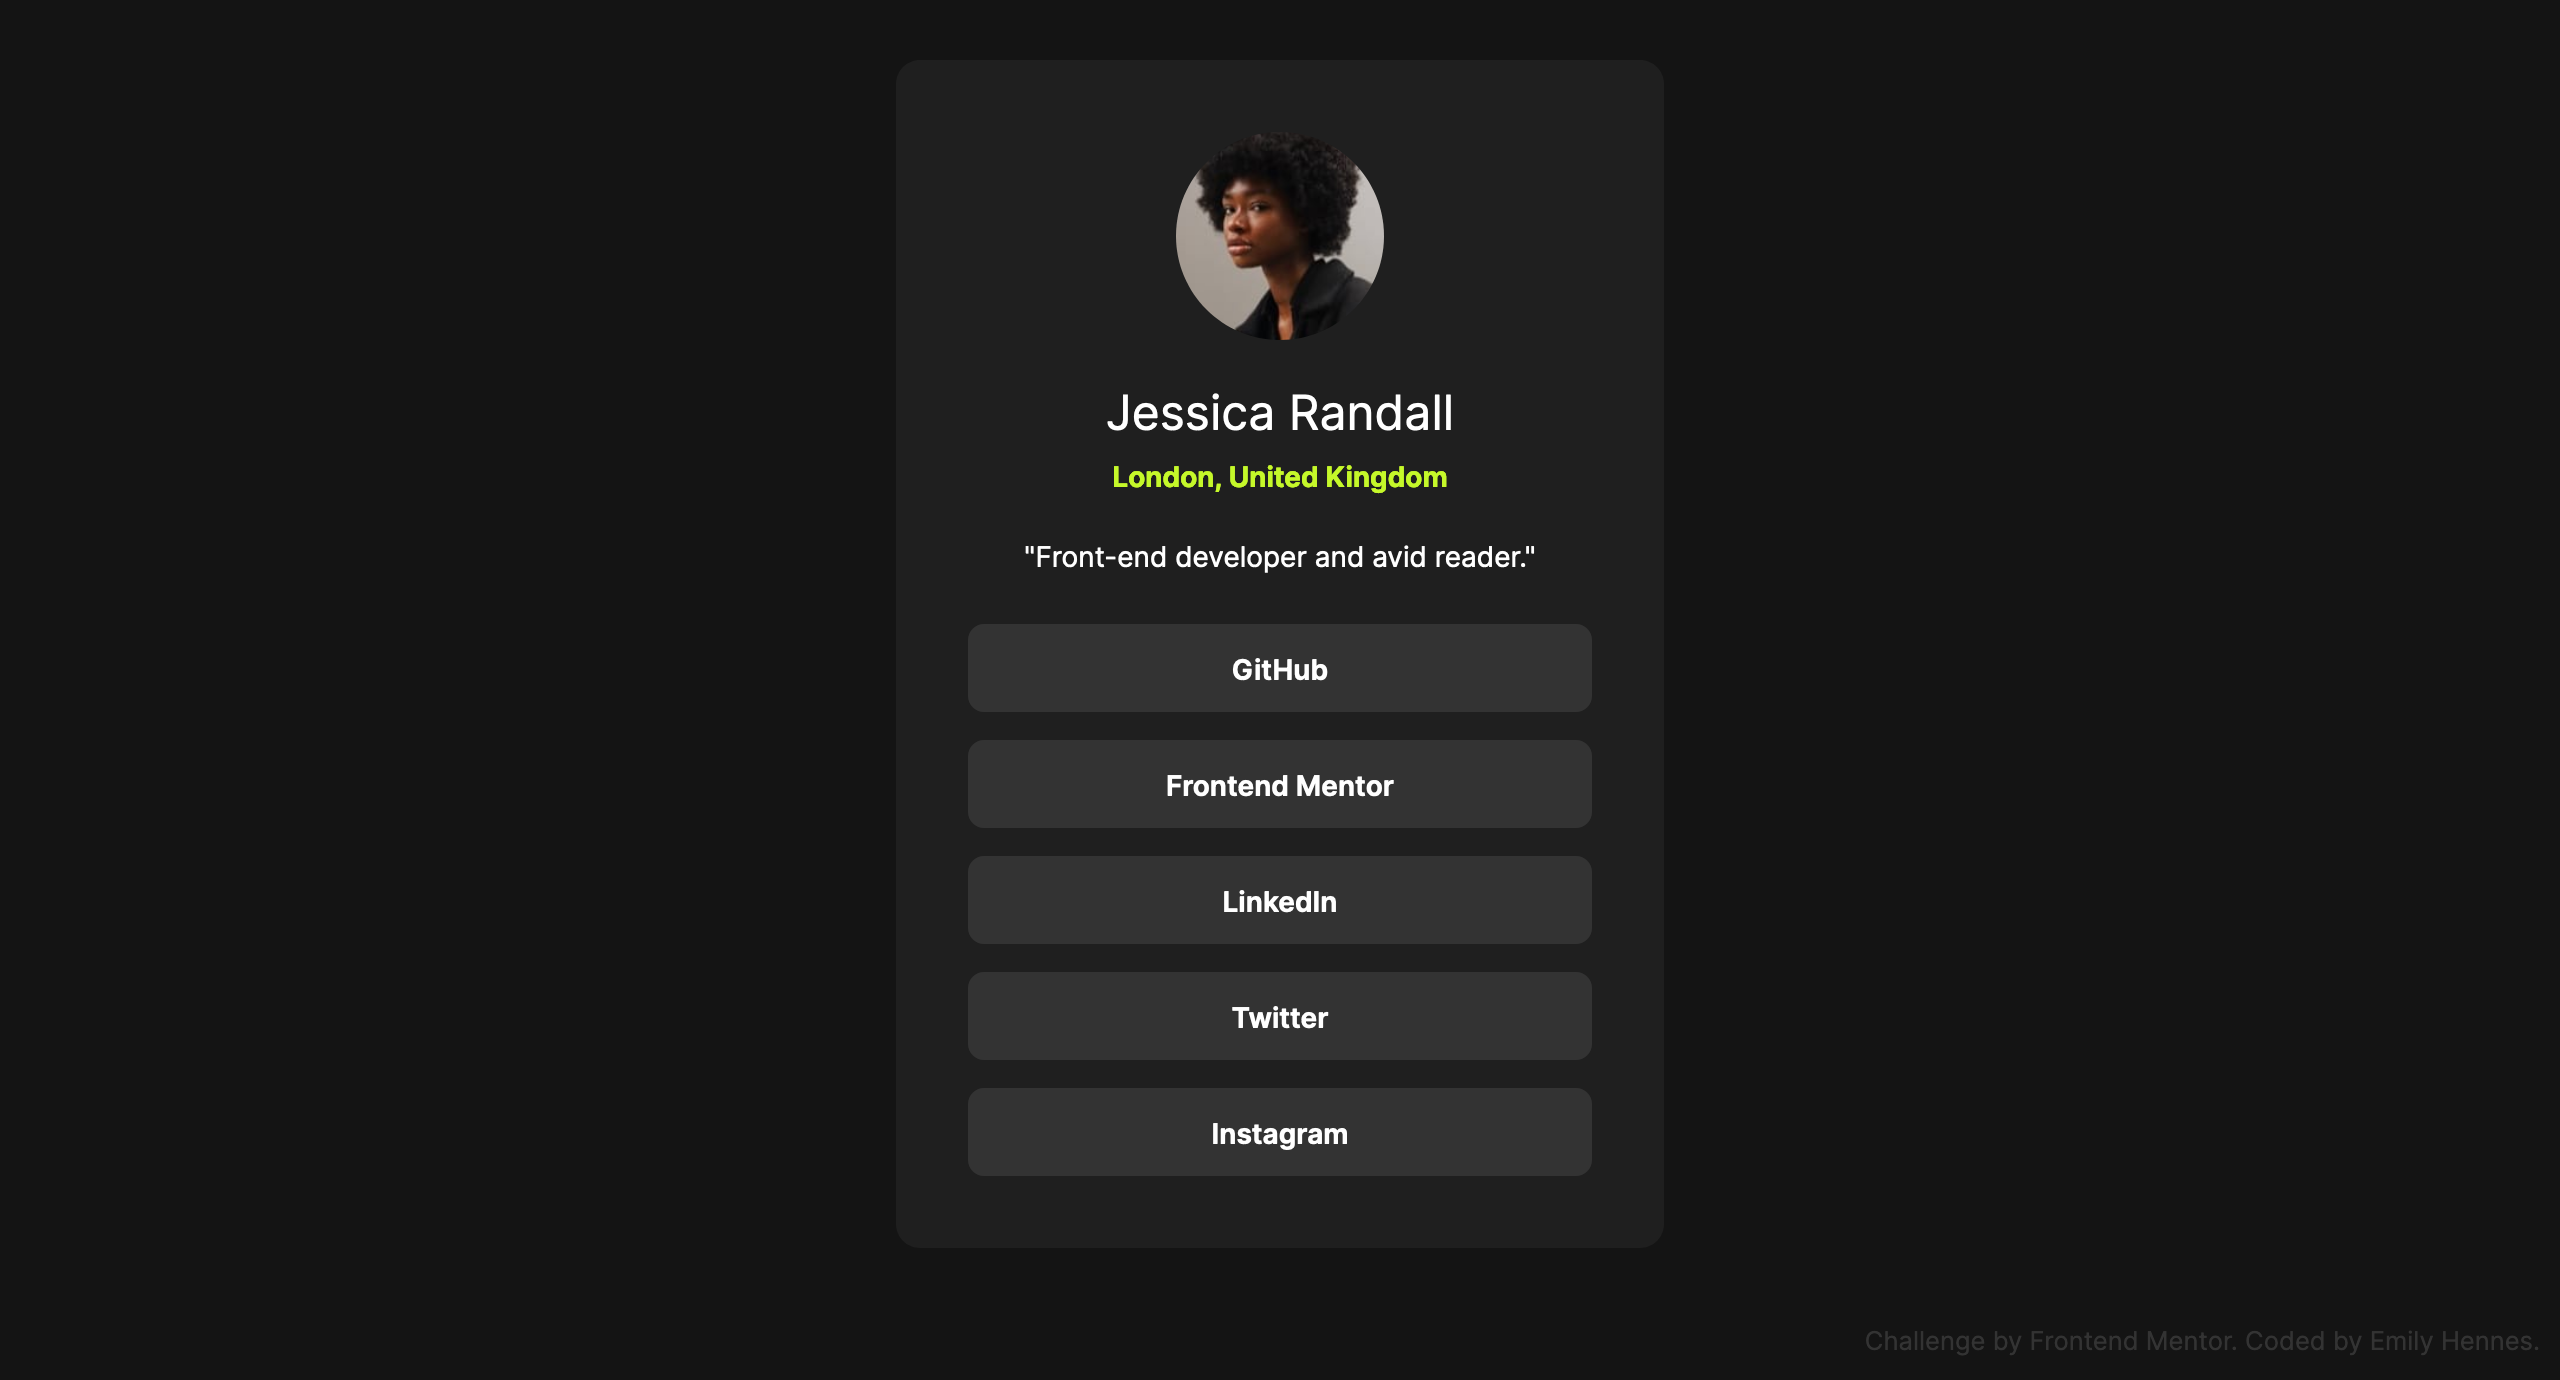 Jessica Randall
London, United Kingdom
"Front-end developer and avid reader."
GitHub
Frontend Mentor
LinkedIn
Twitter
Instagram
Challenge by Frontend Mentor. Coded by Emily Hennes.